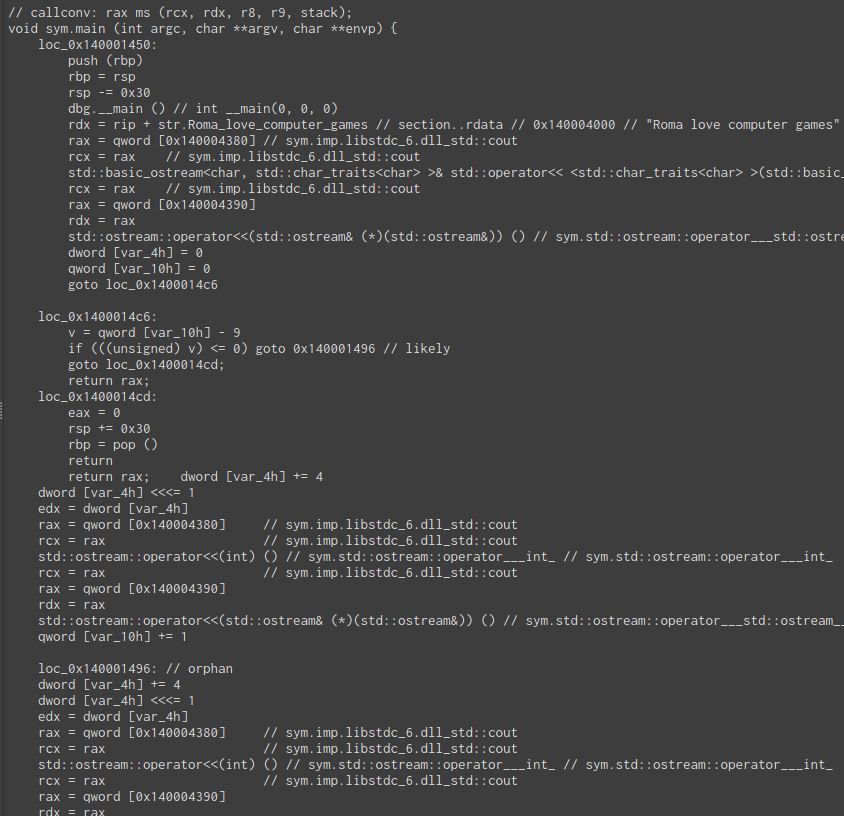 // callconv: rax ms (rcx, rdx, r8, r9, stack);
void sym.main (int argc, char **argv, char **envp) {
loc_0x140001450:
push (rbp)
rbp = rsp
rsp -= 0x30
dbg.__main () // int __main(0, 0, 0)
rdx = rip + str.Roma_love_computer_games // section..rdata // 0x140004000 // "Roma love computer games"
rax = qword [0x140004380] // sym.imp.libstdc_6.dll_std::cout
rcx = rax // sym.imp.libstdc_6.dll_std::cout
std::basic_ostream<char, std::char_traits<char> >& std::operator<< <std::char_traits<char> >(std::basic_
rcx = rax // sym.imp.libstdc_6.dll_std::cout
rax = qword [0x140004390]
rdx = rax
std::ostream::operator<<(std::ostream& (*)(std::ostream&)) () // sym.std::ostream::operator___std::ostre
dword [var_4h] = 0
qword [var_10h] = 0
goto loc_0x1400014c6
loc_0x1400014c6:
v = qword [var_10h] - 9
if (((unsigned) v) <= 0) goto 0x140001496 // likely
goto loc_0x1400014cd;
return rax;
loc_0x1400014cd:
eax = 0
rsp += 0x30
rbp = pop ()
return
return rax; dword [var_4h] += 4
dword [var_4h] <<<= 1
edx = dword [var_4h]
rax = qword [0x140004380] // sym.imp.libstdc_6.dll_std::cout
rcx = rax // sym.imp.libstdc_6.dll_std::cout
std::ostream::operator<<(int) () // sym.std::ostream::operator___int_ // sym.std::ostream::operator___int_
rcx = rax // sym.imp.libstdc_6.dll_std::cout
rax = qword [0x140004390]
rdx = rax
std::ostream::operator<<(std::ostream& (*)(std::ostream&)) () // sym.std::ostream::operator___std::ostream__
qword [var_10h] += 1
loc_0x140001496: // orphan
dword [var_4h] += 4
dword [var_4h] <<<= 1
edx = dword [var_4h]
rax = qword [0x140004380] // sym.imp.libstdc_6.dll_std::cout
rcx = rax // sym.imp.libstdc_6.dll_std::cout
std::ostream::operator<<(int) () // sym.std::ostream::operator___int_ // sym.std::ostream::operator___int_
rcx = rax // sym.imp.libstdc_6.dll_std::cout
rax = qword [0x140004390]
rdx = rax